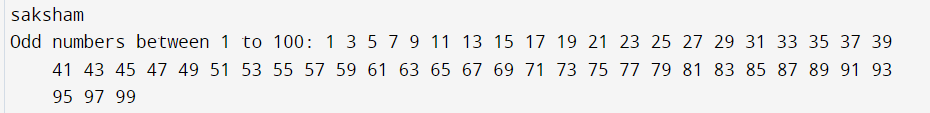 saksham
Odd numbers between 1 to 100: 1 3 5 7 9 11 13 15 17 19 21 23 25 27 29 31 33 35 37 39
41 43 45 47 49 51 53 55 57 59 61 63 65 67 69 71 73 75 77 79 81 83 85 87 89 91 93
95 97 99